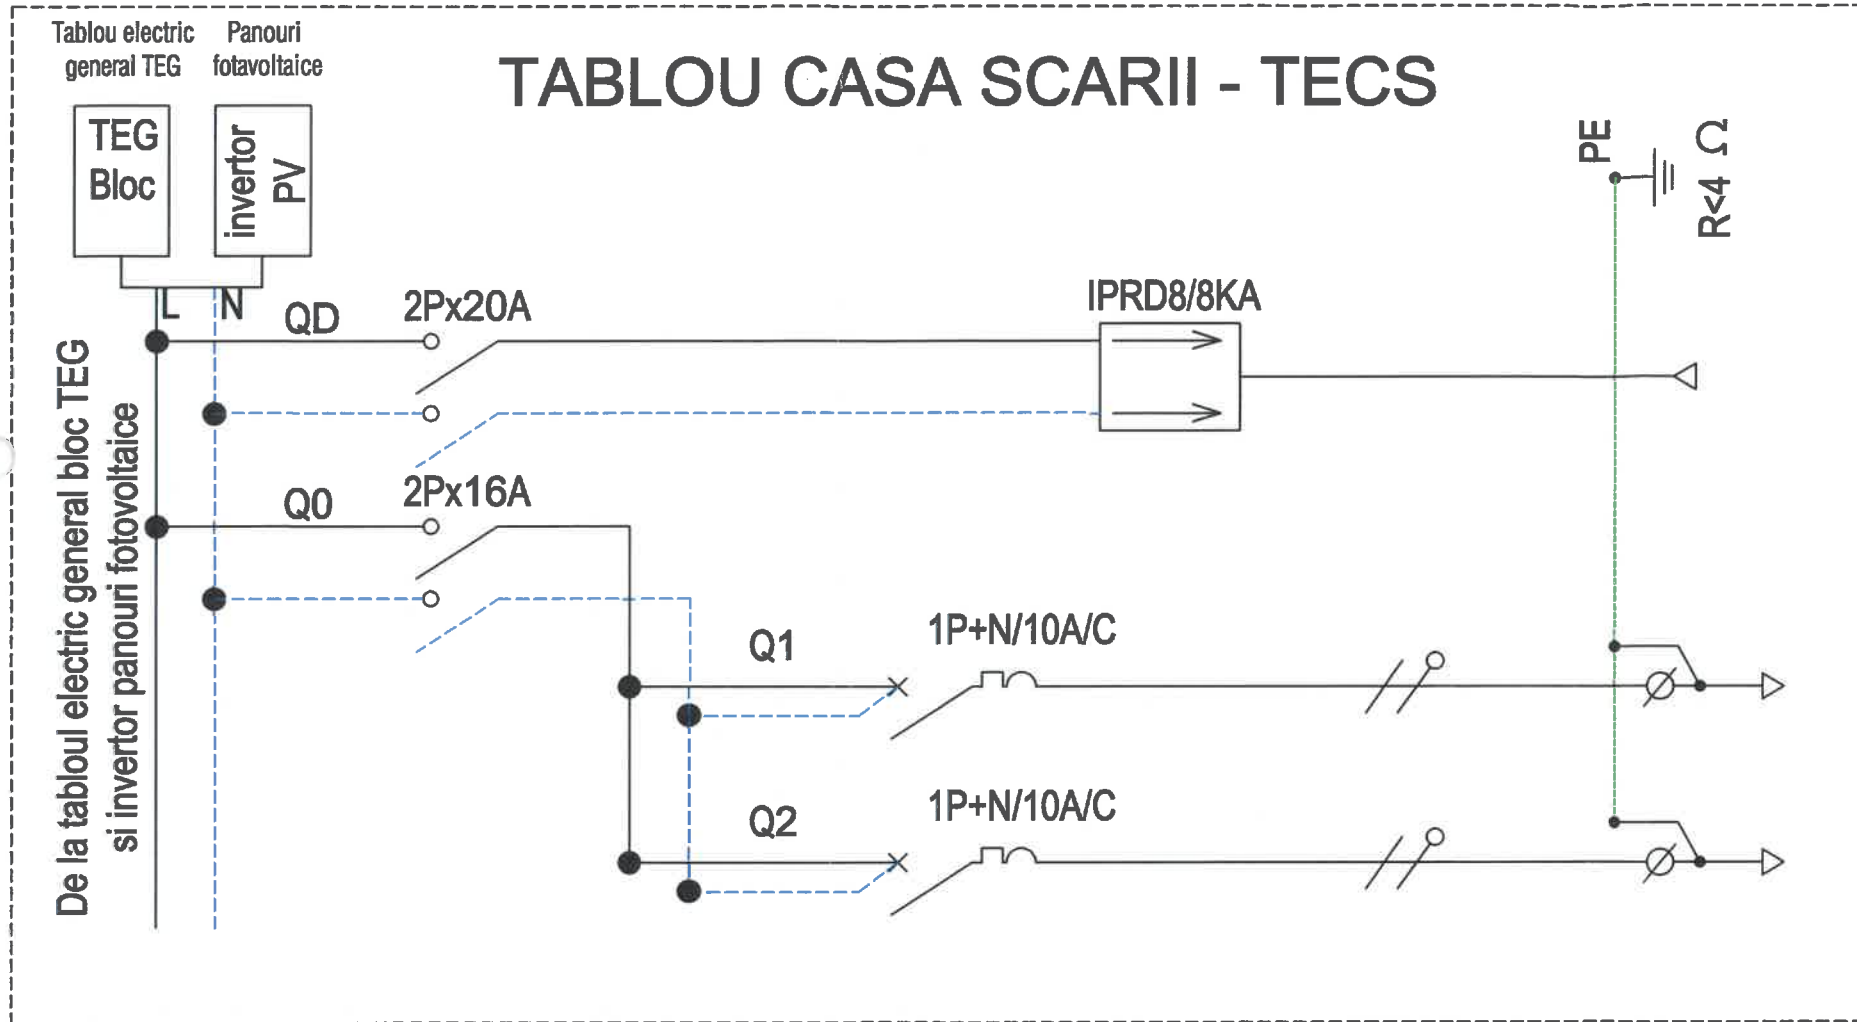 Tablou electric
general TEG
Panouri
fotavoltaice
TABLOU CASA SCARII - TECS
TEG
Bloc
invertor
PV
PE
R<4 Ω
L
N
QD
2Px20A
IPRD8/8KA
De la tabloul electric general bloc TEG
si invertor panouri fotovoltaice
Q0
2Px16A
Q1
1P+N/10A/C
Q2
1P+N/10A/C